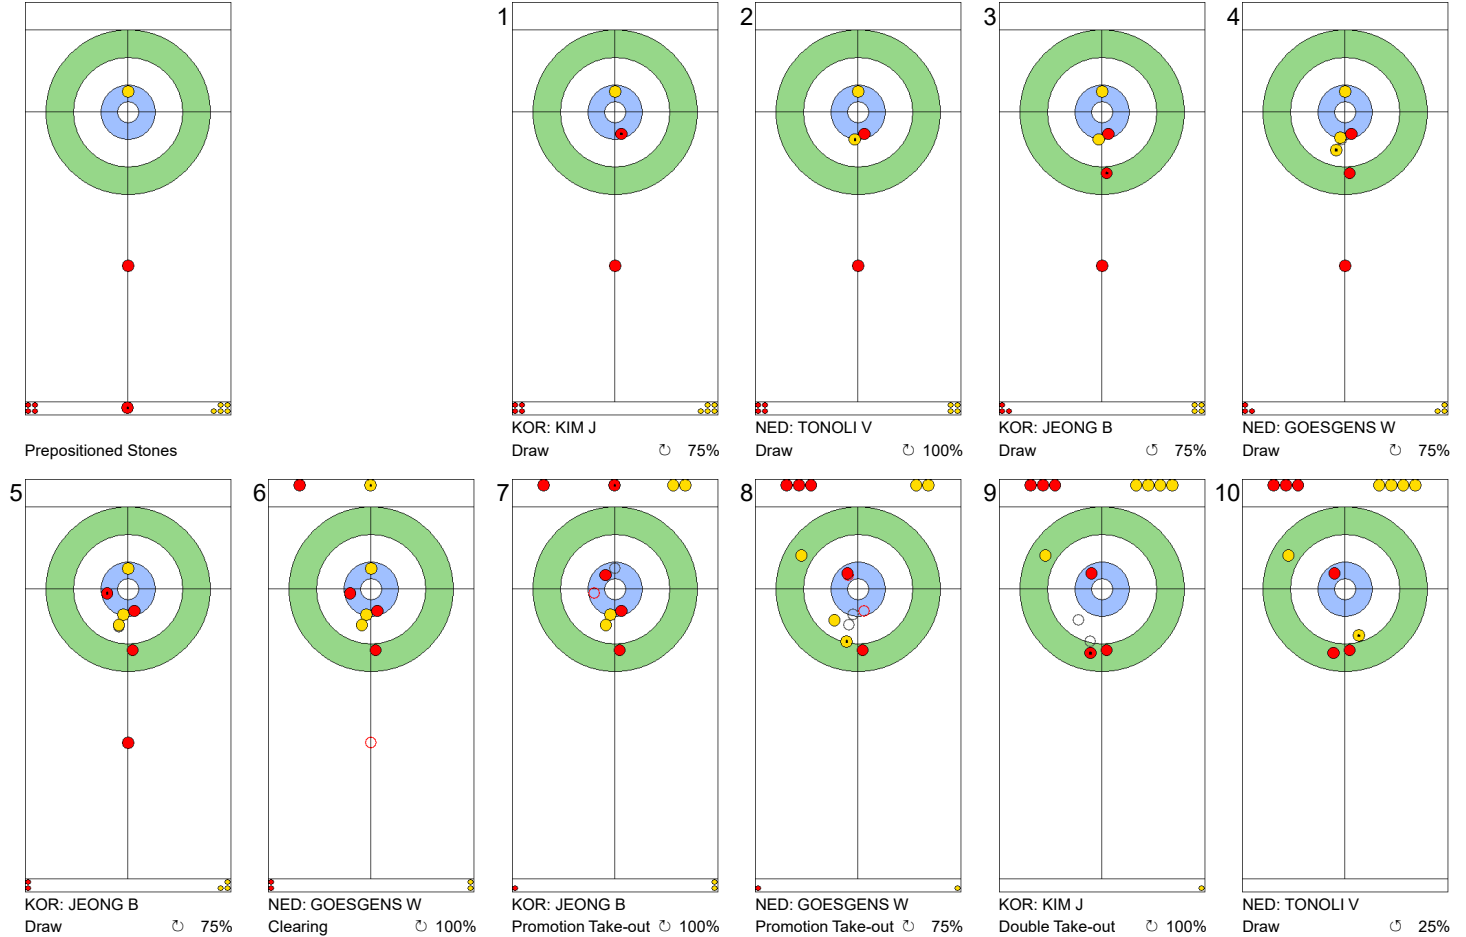 1
2
3
4
Prepositioned Stones
KOR: KIM J
Draw ↻ 75%
NED: TONOLI V
Draw ↻ 100%
KOR: JEONG B
Draw ↺ 75%
NED: GOESGENS W
Draw ↻ 75%
5
6
7
8
9
10
KOR: JEONG B
Draw ↻ 75%
NED: GOESGENS W
Clearing ↻ 100%
KOR: JEONG B
Promotion Take-out ↻ 100%
NED: GOESGENS W
Promotion Take-out ↻ 75%
KOR: KIM J
Double Take-out ↻ 100%
NED: TONOLI V
Draw ↺ 25%